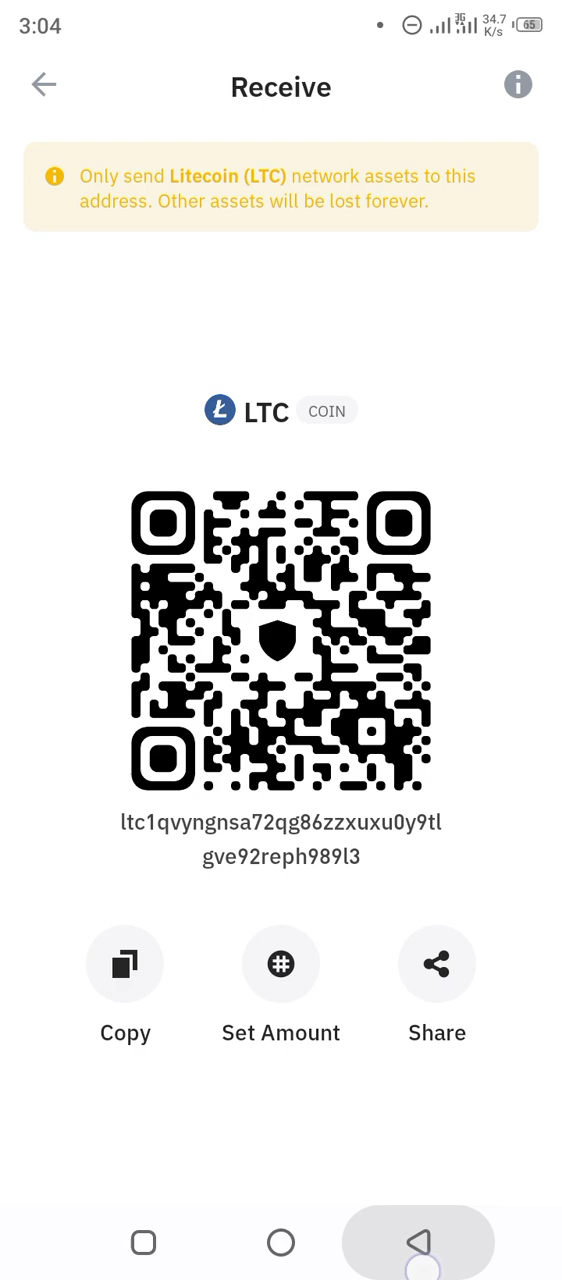 3:04
3G
34.7
K/s
65
Receive
Only send Litecoin (LTC) network assets to this
address. Other assets will be lost forever.
LTC COIN
ltc1qvyngnsa72qg86zzxuxu0y9tl
gve92reph989l3
Copy Set Amount Share